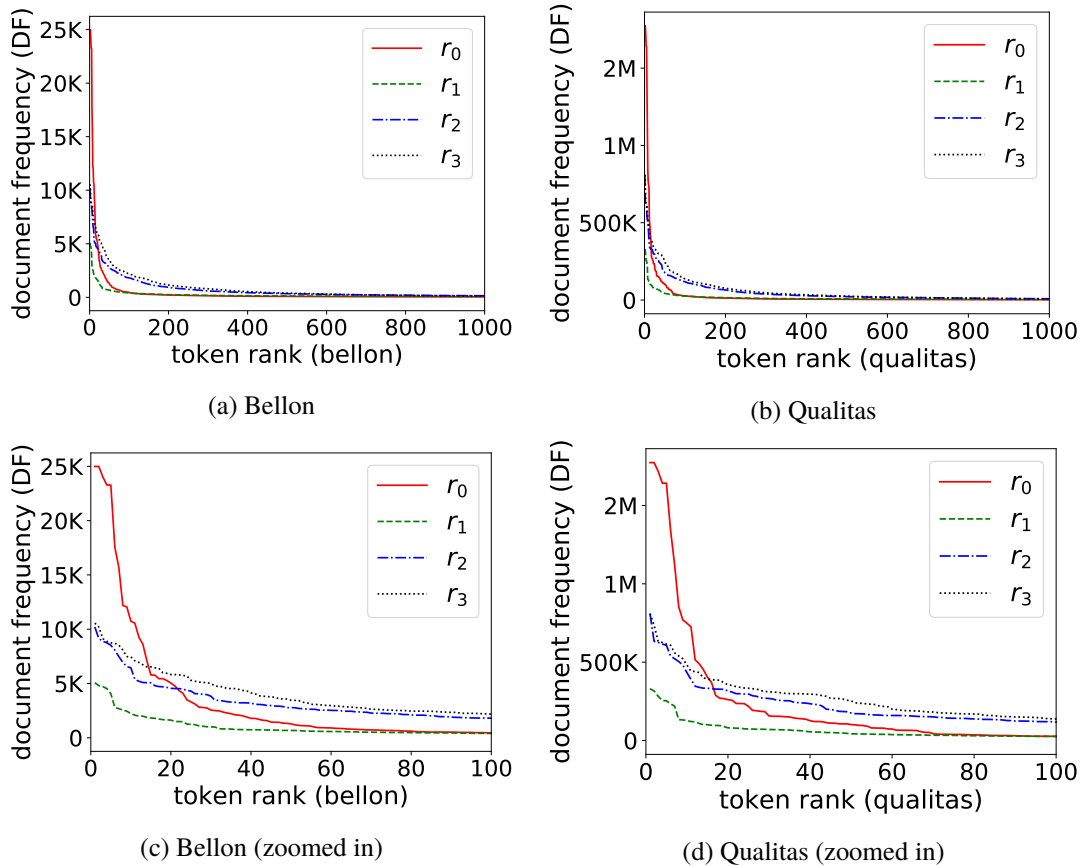 document frequency (DF)
25K
20K
15K
10K
5K
0
0 200 400 600 800 1000
token rank (bellon)
r0
r1
r2
r3
(a) Bellon
document frequency (DF)
2M
1M
500K
0
0 200 400 600 800 1000
token rank (qualitas)
r0
r1
r2
r3
(b) Qualitas
document frequency (DF)
25K
20K
15K
10K
5K
0
0 20 40 60 80 100
token rank (bellon)
r0
r1
r2
r3
(c) Bellon (zoomed in)
document frequency (DF)
2M
1M
500K
0
0 20 40 60 80 100
token rank (qualitas)
r0
r1
r2
r3
(d) Qualitas (zoomed in)